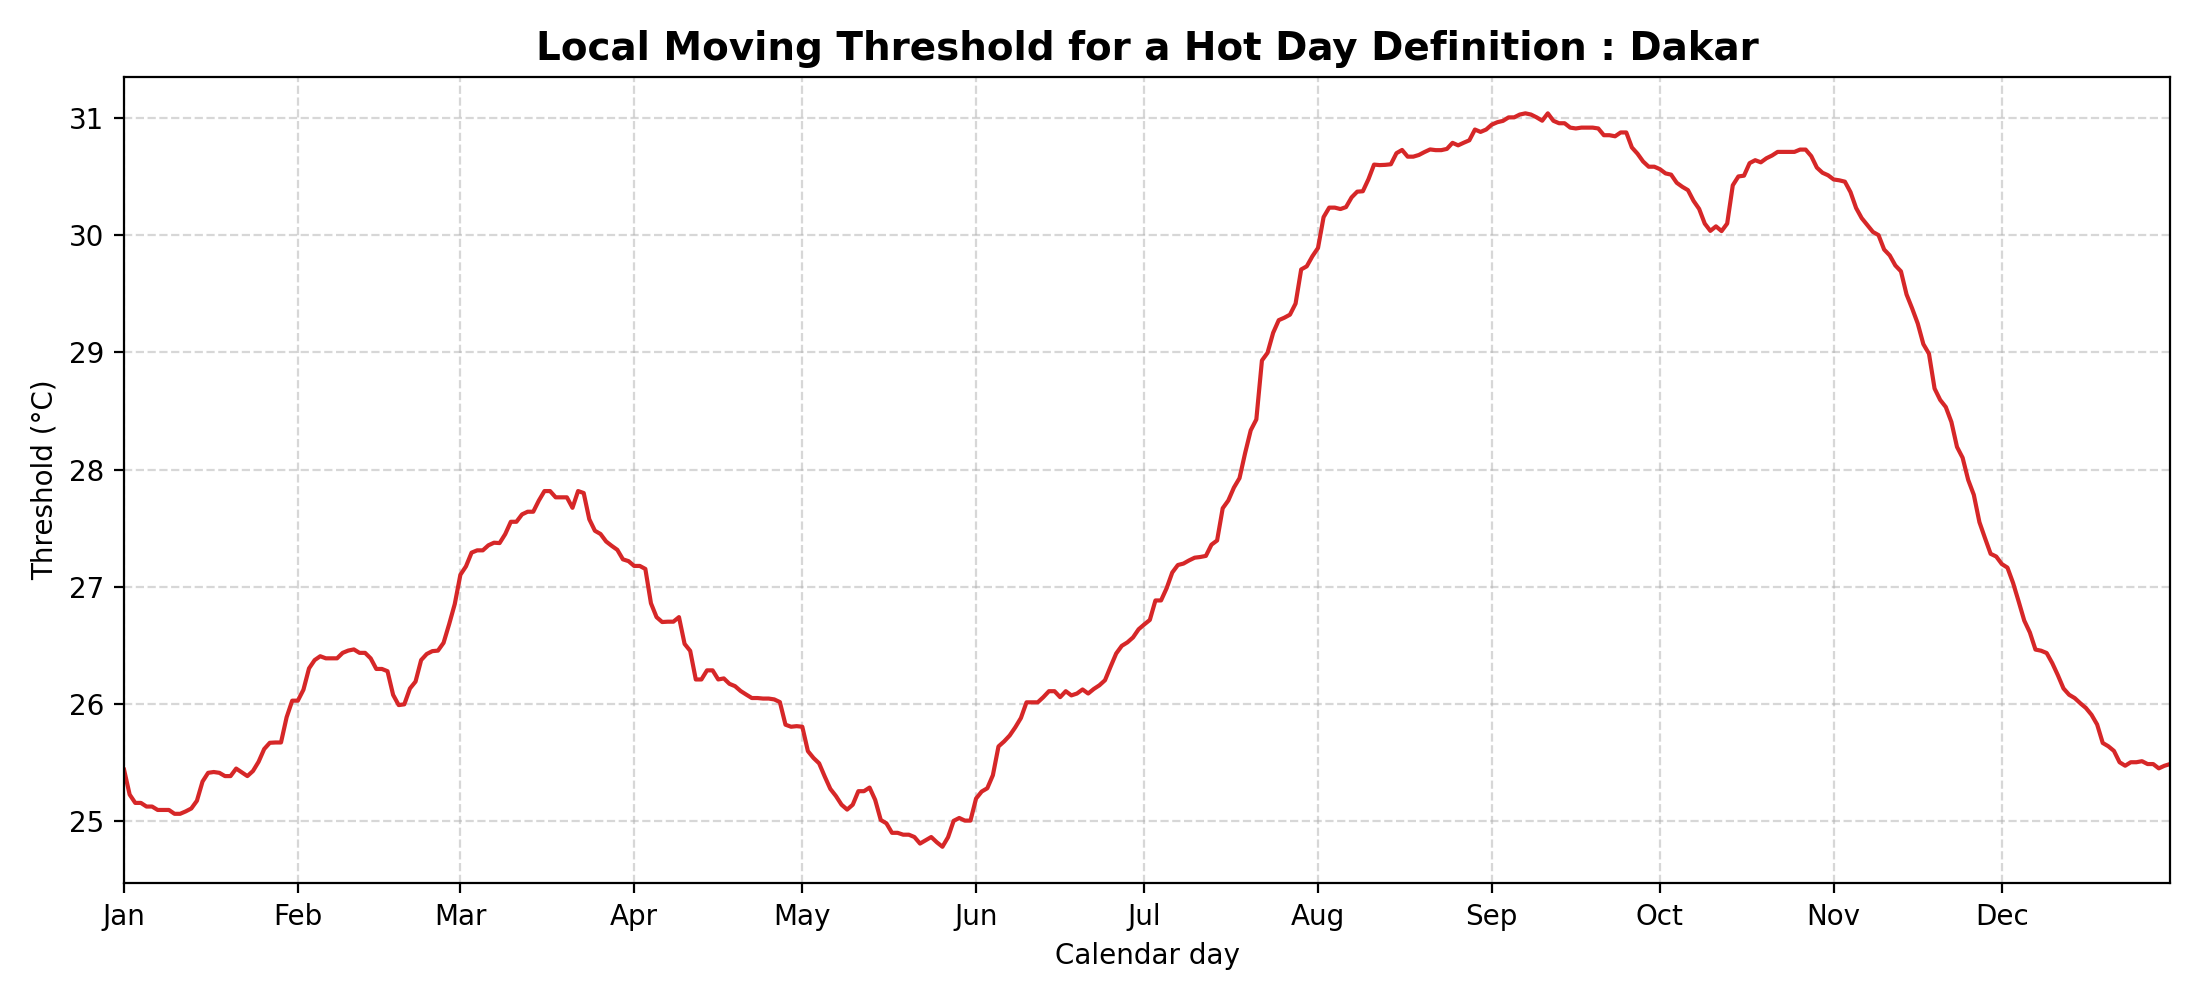 Local Moving Threshold for a Hot Day Definition : Dakar
Threshold (°C)
31
30
29
28
27
26
25
Jan Feb Mar Apr May Jun Jul Aug Sep Oct Nov Dec
Calendar day